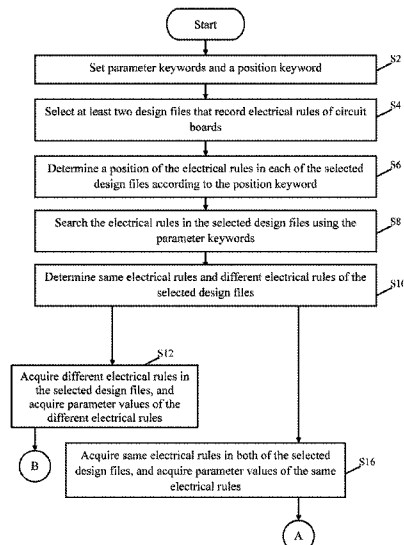 Start
S2
Set parameter keywords and a position keyword
S4
Select at least two design files that record electrical rules of circuit
boards
S6
Determine a position of the electrical rules in each of the selected
design files according to the position keyword
S8
Search the electrical rules in the selected design files using the
parameter keywords
S10
Determine same electrical rules and different electrical rules of the
selected design files
S12
Acquire different electrical rules in
the selected design files, and
acquire parameter values of the
different electrical rules
B
S16
Acquire same electrical rules in both of the selected
design files, and acquire parameter values of the same
electrical rules
A